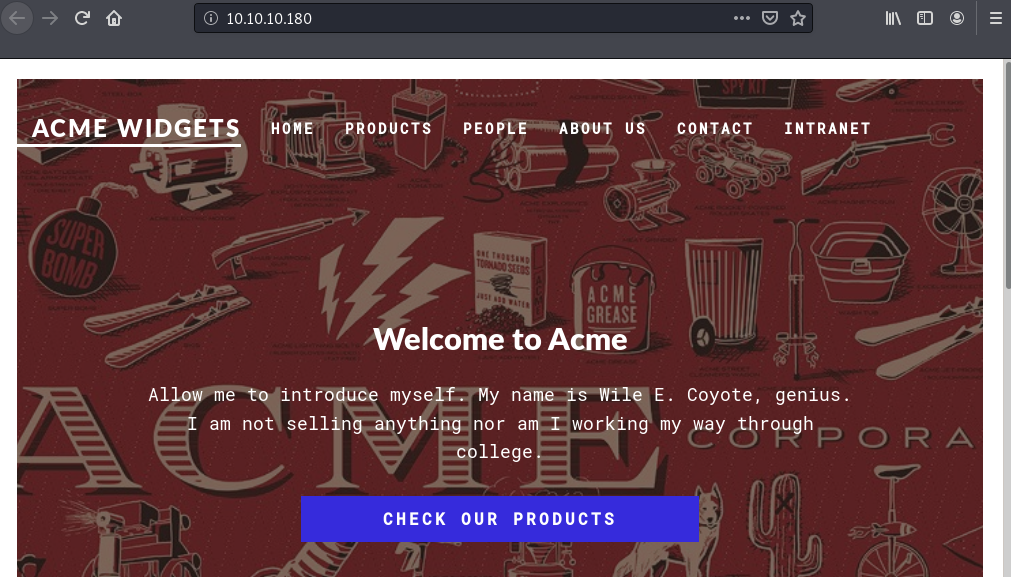 10.10.10.180
SPY KIT
ACME WIDGETS HOME PRODUCTS PEOPLE ABOUT US CONTACT INTRANET
SUPER
BOMB
ONE THOUSAND
TORNADO SEEDS
JUST ADD WATER
ACME
GREASE
Welcome to Acme
Allow me to introduce myself. My name is Wile E. Coyote, genius.
I am not selling anything nor am I working my way through
college.
ACME CORPORA
CHECK OUR PRODUCTS